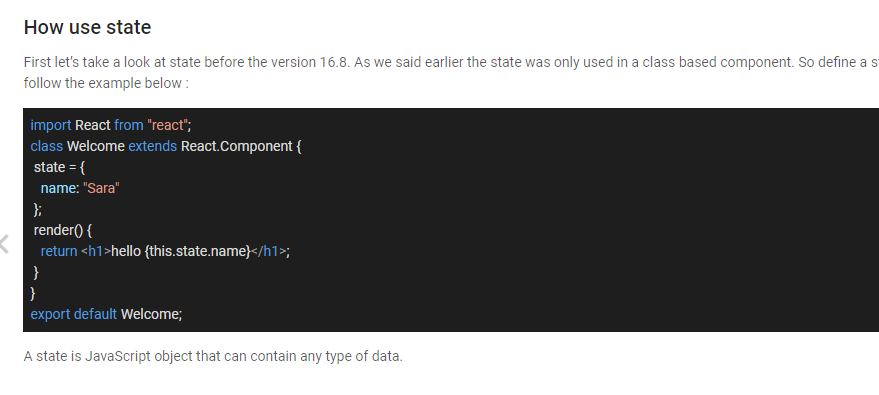 How use state
First let's take a look at state before the version 16.8. As we said earlier the state was only used in a class based component. So define a
follow the example below :
import React from "react";
class Welcome extends React.Component {
state = {
name: "Sara"
};
render() {
return <h1>hello {this.state.name}</h1>;
}
}
export default Welcome;
A state is JavaScript object that can contain any type of data.